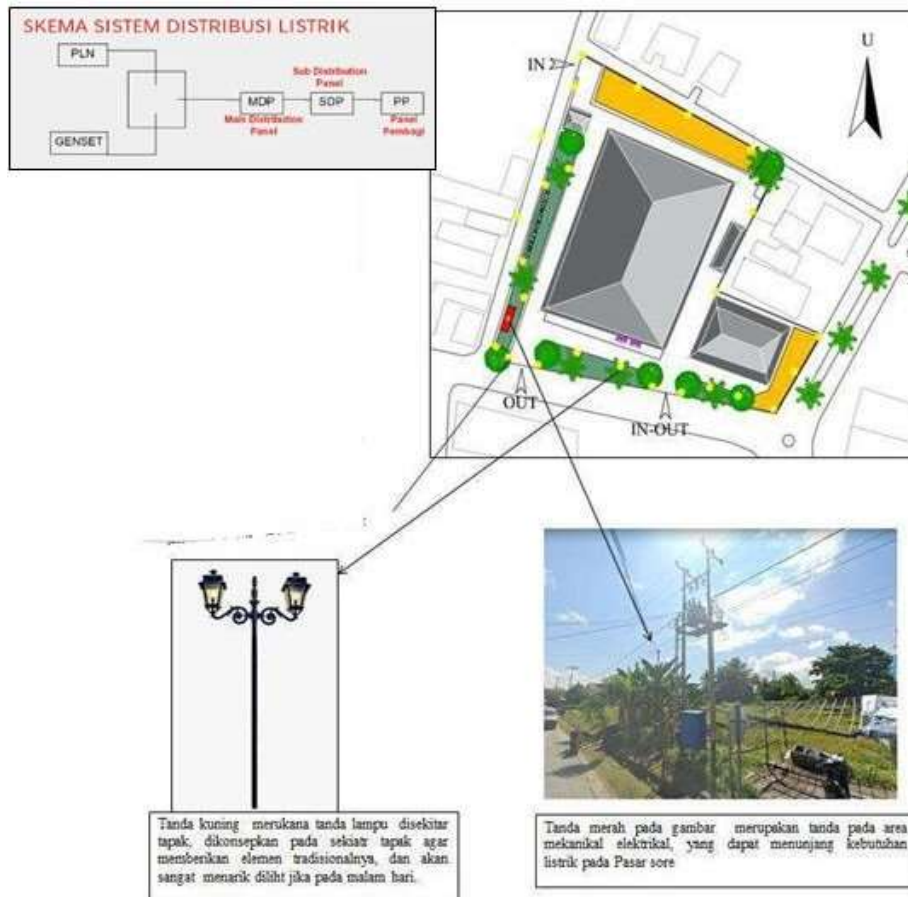 SKEMA SISTEM DISTRIBUSI LISTRIK
PLN
GENSET
MDP
Main Distribution
Panel
Sub Distribution
Panel
SDP
PP
Panel
Pembagi
U
IN
OUT
IN-OUT
Tanda kuning merukana tanda lampu disekitar
tapak, dikonsepkan pada sekiatr tapak agar
memberikan elemen tradisionalnya, dan akan
sangat menarik diliht jika pada malam hari.
Tanda merah pada gambar merupakan tanda pada area
mekanikal elektrikal, yang dapat menunjang kebutuhan
listrik pada Pasar sore